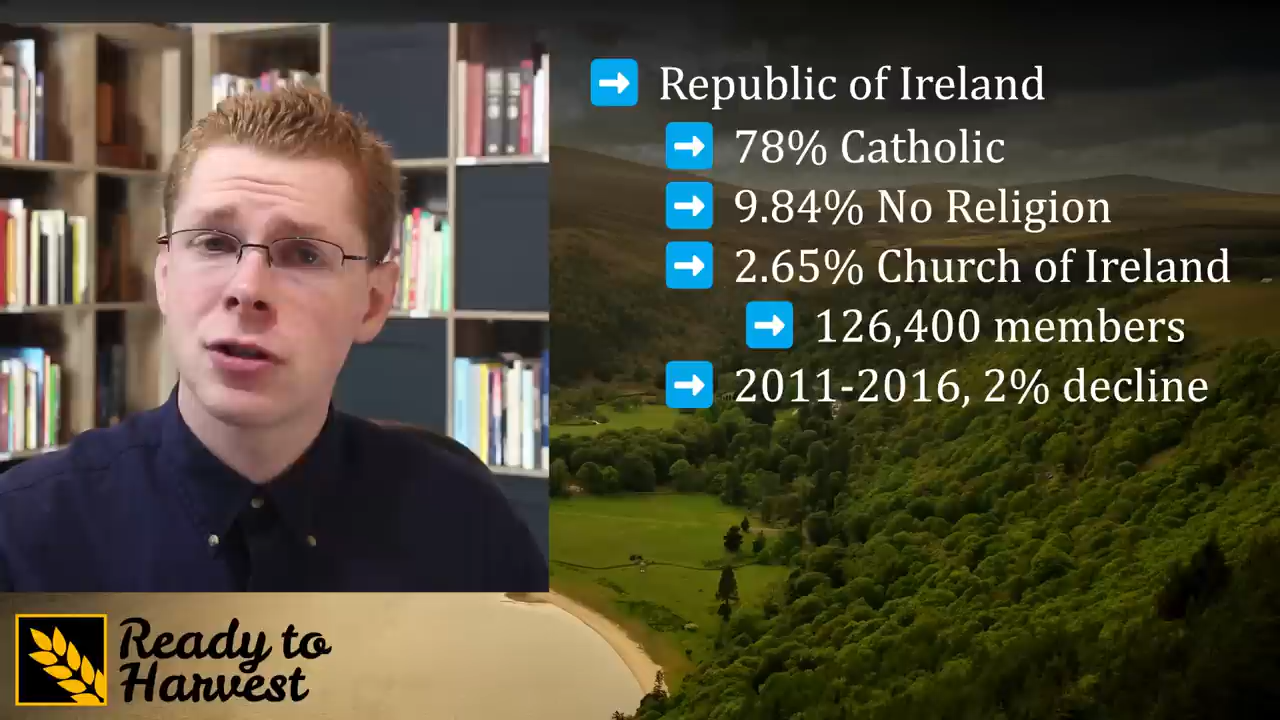 Republic of Ireland
78% Catholic
9.84% No Religion
2.65% Church of Ireland
126,400 members
2011-2016, 2% decline
Ready to
Harvest